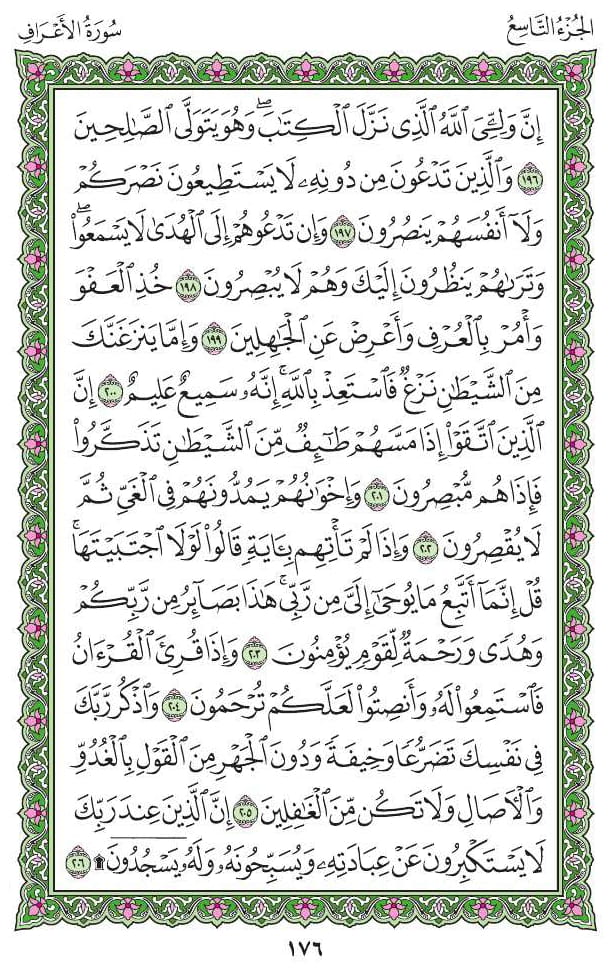 الجُزْءُ التَّاسِعُ
سُورَةُ الأَعْرَافِ
إِنَّ وَلِـِّۧيَ ٱللَّهُ ٱلَّذِي نَزَّلَ ٱلْكِتَٰبَۖ وَهُوَ يَتَوَلَّى ٱلصَّٰلِحِينَ
١٩٦ وَٱلَّذِينَ تَدْعُونَ مِن دُونِهِۦ لَا يَسْتَطِيعُونَ نَصْرَكُمْ
وَلَآ أَنفُسَهُمْ يَنصُرُونَ ١٩٧ وَإِن تَدْعُوهُمْ إِلَى ٱلْهُدَىٰ لَا يَسْمَعُوا۟ۖ
وَتَرَىٰهُمْ يَنظُرُونَ إِلَيْكَ وَهُمْ لَا يُبْصِرُونَ ١٩٨ خُذِ ٱلْعَفْوَ
وَأْمُرْ بِٱلْعُرْفِ وَأَعْرِضْ عَنِ ٱلْجَٰهِلِينَ ١٩٩ وَإِمَّا يَنزَغَنَّكَ
مِنَ ٱلشَّيْطَٰنِ نَزْغٌ فَٱسْتَعِذْ بِٱللَّهِۚ إِنَّهُۥ سَمِيعٌ عَلِيمٌ ٢٠٠ إِنَّ
ٱلَّذِينَ ٱتَّقَوْا۟ إِذَا مَسَّهُمْ طَٰٓئِفٌ مِّنَ ٱلشَّيْطَٰنِ تَذَكَّرُوا۟
فَإِذَا هُم مُّبْصِرُونَ ٢٠١ وَإِخْوَٰنُهُمْ يَمُدُّونَهُمْ فِي ٱلْغَيِّ ثُمَّ
لَا يُقْصِرُونَ ٢٠٢ وَإِذَا لَمْ تَأْتِهِم بِـَٔايَةٍ قَالُوا۟ لَوْلَا ٱجْتَبَيْتَهَاۚ
قُلْ إِنَّمَآ أَتَّبِعُ مَا يُوحَىٰٓ إِلَيَّ مِن رَّبِّيۚ هَٰذَا بَصَآئِرُ مِن رَّبِّكُمْ
وَهُدًى وَرَحْمَةٌ لِّقَوْمٍ يُؤْمِنُونَ ٢٠٣ وَإِذَا قُرِئَ ٱلْقُرْءَانُ
فَٱسْتَمِعُوا۟ لَهُۥ وَأَنصِتُوا۟ لَعَلَّكُمْ تُرْحَمُونَ ٢٠٤ وَٱذْكُر رَّبَّكَ
فِي نَفْسِكَ تَضَرُّعًا وَخِيفَةً وَدُونَ ٱلْجَهْرِ مِنَ ٱلْقَوْلِ بِٱلْغُدُوِّ
وَٱلْءَاصَالِ وَلَا تَكُن مِّنَ ٱلْغَٰفِلِينَ ٢٠٥ إِنَّ ٱلَّذِينَ عِندَ رَبِّكَ
لَا يَسْتَكْبِرُونَ عَنْ عِبَادَتِهِۦ وَيُسَبِّحُونَهُۥ وَلَهُۥ يَسْجُدُونَ ۩ ٢٠٦
١٧٦